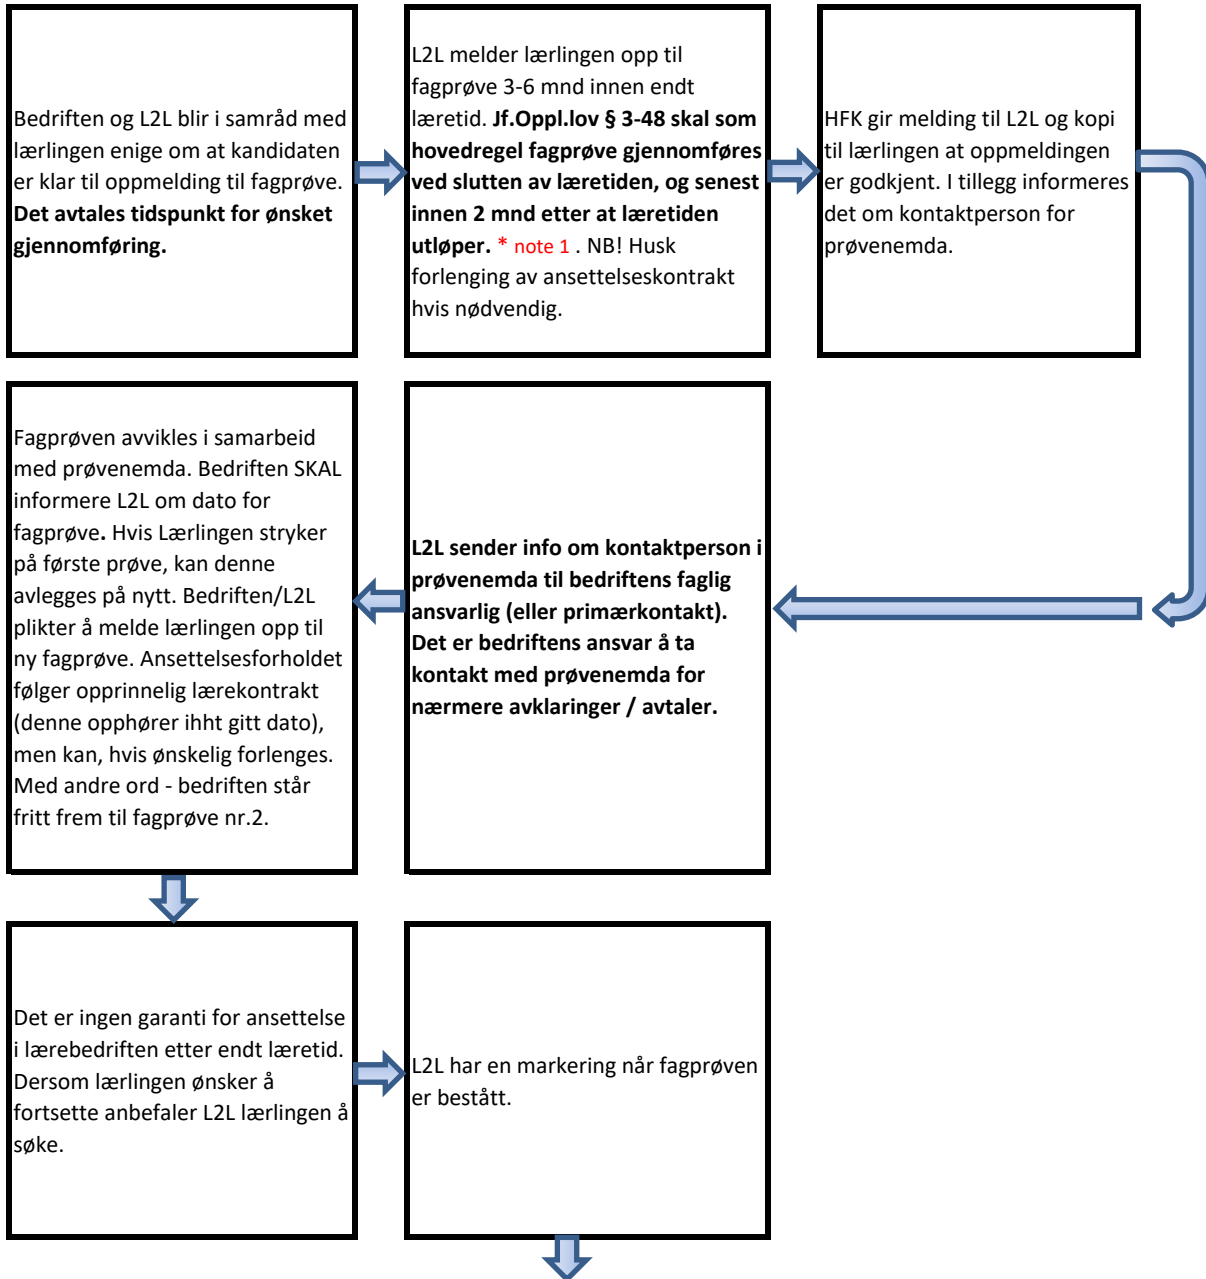 Bedriften og L2L blir i samråd med
lærlingen enige om at kandidaten
er klar til oppmelding til fagprøve.
Det avtales tidspunkt for ønsket
gjennomføring.
L2L melder lærlingen opp til
fagprøve 3-6 mnd innen endt
læretid. Jf.Oppl.lov § 3-48 skal som
hovedregel fagprøve gjennomføres
ved slutten av læretiden, og senest
innen 2 mnd etter at læretiden
utløper. * note 1 . NB! Husk
forlenging av ansettelseskontrakt
hvis nødvendig.
HFK gir melding til L2L og kopi
til lærlingen at oppmeldingen
er godkjent. I tillegg informeres
det om kontaktperson for
prøvenemda.
L2L sender info om kontaktperson i
prøvenemda til bedriftens faglig
ansvarlig (eller primærkontakt).
Det er bedriftens ansvar å ta
kontakt med prøvenemda for
nærmere avklaringer / avtaler.
Fagprøven avvikles i samarbeid
med prøvenemda. Bedriften SKAL
informere L2L om dato for
fagprøve. Hvis Lærlingen stryker
på første prøve, kan denne
avlegges på nytt. Bedriften/L2L
plikter å melde lærlingen opp til
ny fagprøve. Ansettelsesforholdet
følger opprinnelig lærekontrakt
(denne opphører ihht gitt dato),
men kan, hvis ønskelig forlenges.
Med andre ord - bedriften står
fritt frem til fagprøve nr.2.
Det er ingen garanti for ansettelse
i lærebedriften etter endt læretid.
Dersom lærlingen ønsker å
fortsette anbefaler L2L lærlingen å
søke.
L2L har en markering når fagprøven
er bestått.